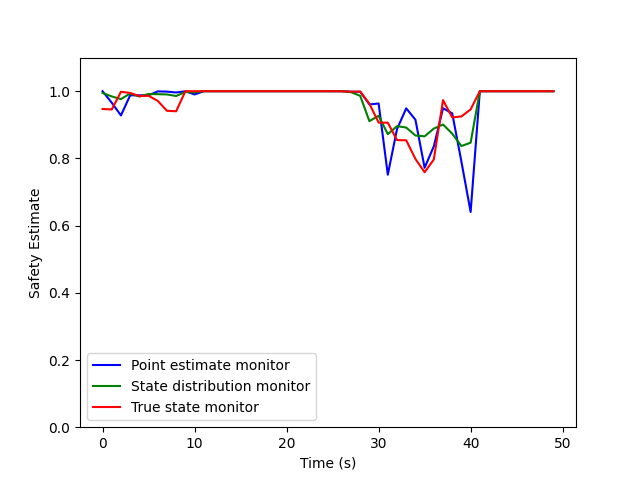 1.0
0.8
0.6
0.4
0.2
0.0
Safety Estimate
Point estimate monitor
State distribution monitor
True state monitor
0 10 20 30 40 50
Time (s)